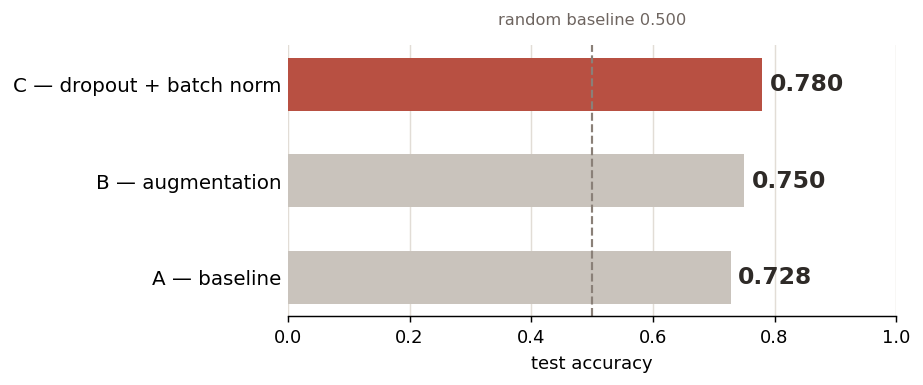 random baseline 0.500
C — dropout + batch norm 0.780
B — augmentation 0.750
A — baseline 0.728
0.0 0.2 0.4 0.6 0.8 1.0
test accuracy